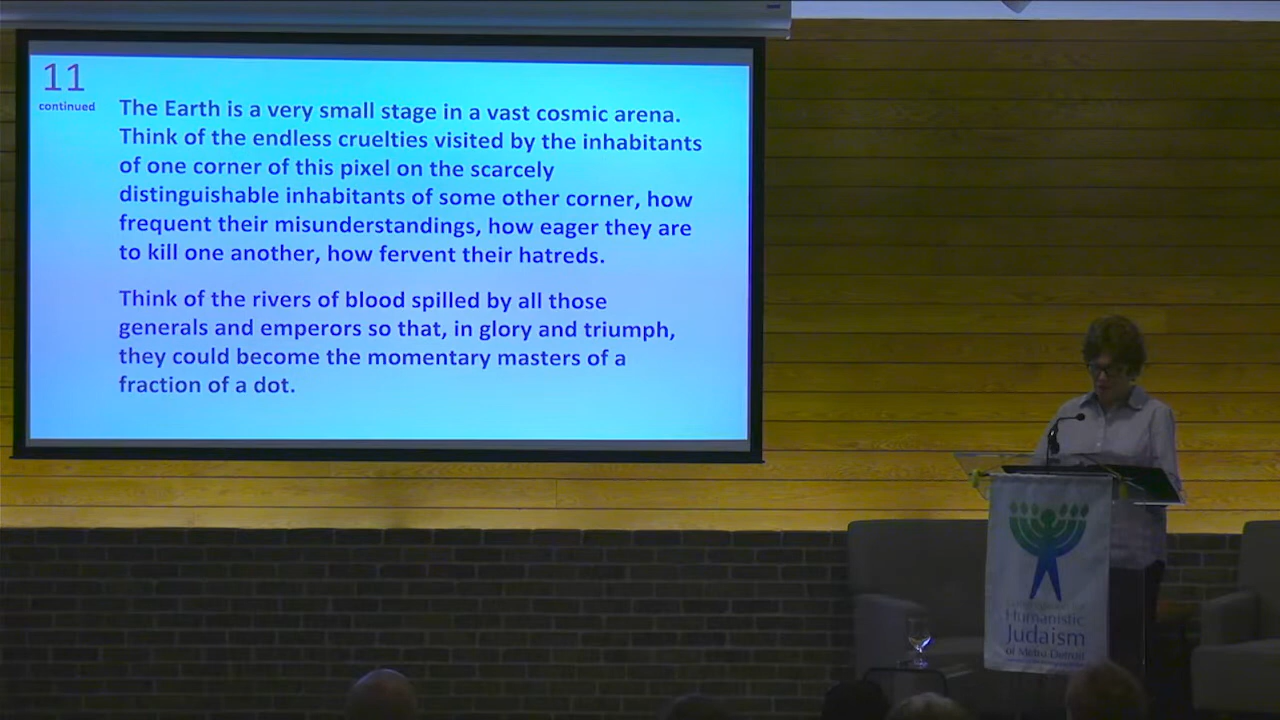 11
continued
The Earth is a very small stage in a vast cosmic arena.
Think of the endless cruelties visited by the inhabitants
of one corner of this pixel on the scarcely
distinguishable inhabitants of some other corner, how
frequent their misunderstandings, how eager they are
to kill one another, how fervent their hatreds.
Think of the rivers of blood spilled by all those
generals and emperors so that, in glory and triumph,
they could become the momentary masters of a
fraction of a dot.
Humanistic
Judaism
of Metro Detroit